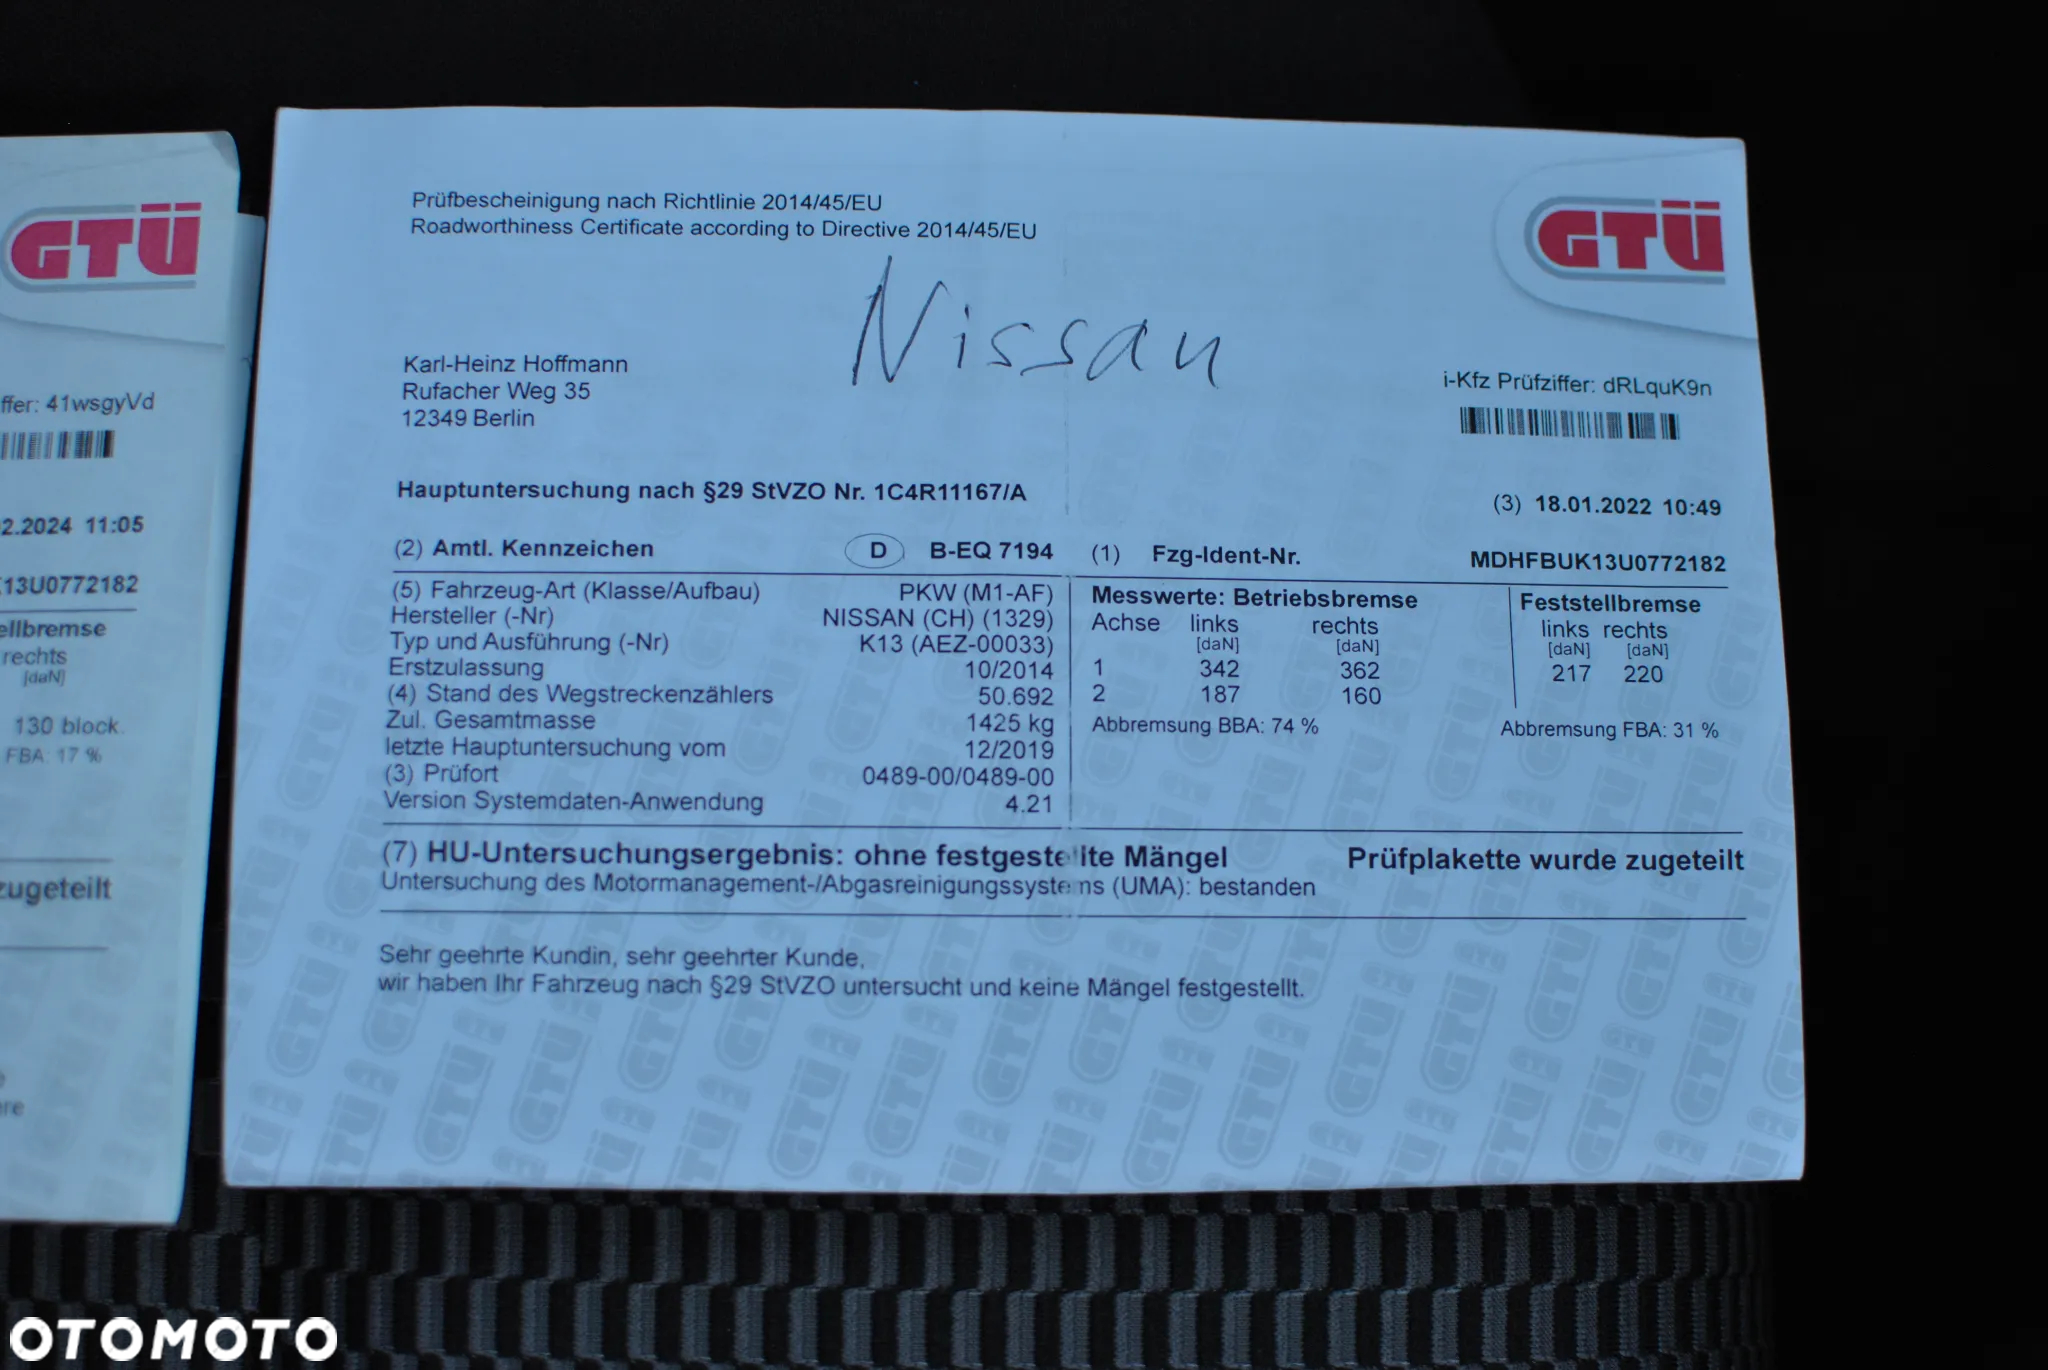 GTÜ
ffer: 41wsgyVd
2.2024 11:05
13U0772182
ellbremse
rechts
[daN]
130 block.
FBA: 17 %
zugeteilt
Prüfbescheinigung nach Richtlinie 2014/45/EU
Roadworthiness Certificate according to Directive 2014/45/EU
GTÜ
Nissan
Karl-Heinz Hoffmann
Rufacher Weg 35
12349 Berlin
i-Kfz Prüfziffer: dRLquK9n
Hauptuntersuchung nach §29 StVZO Nr. 1C4R11167/A
(3) 18.01.2022 10:49
(2) Amtl. Kennzeichen D B-EQ 7194
(1) Fzg-Ident-Nr. MDHFBUK13U0772182
(5) Fahrzeug-Art (Klasse/Aufbau) PKW (M1-AF)
Hersteller (-Nr) NISSAN (CH) (1329)
Typ und Ausführung (-Nr) K13 (AEZ-00033)
Erstzulassung 10/2014
(4) Stand des Wegstreckenzählers 50.692
Zul. Gesamtmasse 1425 kg
letzte Hauptuntersuchung vom 12/2019
(3) Prüfort 0489-00/0489-00
Version Systemdaten-Anwendung 4.21
Messwerte: Betriebsbremse
Achse links rechts
[daN] [daN]
1 342 362
2 187 160
Abbremsung BBA: 74 %
Feststellbremse
links rechts
[daN] [daN]
217 220
Abbremsung FBA: 31 %
(7) HU-Untersuchungsergebnis: ohne festgestellte Mängel Prüfplakette wurde zugeteilt
Untersuchung des Motormanagement-/Abgasreinigungssystems (UMA): bestanden
Sehr geehrte Kundin, sehr geehrter Kunde,
wir haben Ihr Fahrzeug nach §29 StVZO untersucht und keine Mängel festgestellt.
OTOMOTO